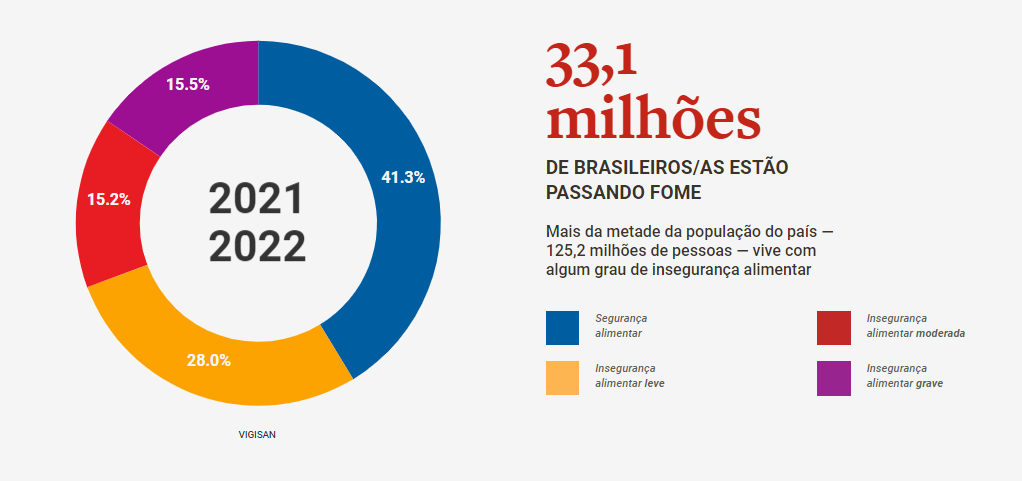 15.5%
41.3%
15.2%
28.0%
2021
2022
VIGISAN
33,1
milhões
DE BRASILEIROS/AS ESTÃO
PASSANDO FOME
Mais da metade da população do país —
125,2 milhões de pessoas — vive com
algum grau de insegurança alimentar
Segurança
alimentar
Insegurança
alimentar moderada
Insegurança
alimentar leve
Insegurança
alimentar grave